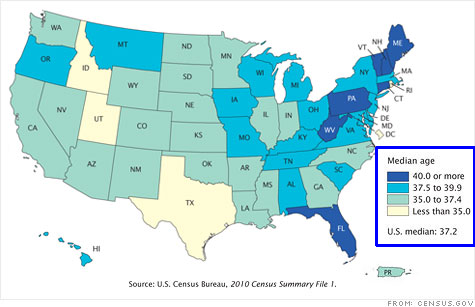 WA
MT
ND
MN
VT
NH
ME
OR
ID
SD
WI
MI
NY
MA
WY
IA
PA
RI
CT
NV
NE
OH
NJ
UT
IL
IN
DE
CA
CO
WV
MD
KS
MO
VA
DC
KY
NC
TN
AZ
NM
OK
AR
SC
MS
AL
GA
TX
LA
FL
HI
PR
Median age
40.0 or more
37.5 to 39.9
35.0 to 37.4
Less than 35.0
U.S. median: 37.2
Source: U.S. Census Bureau, 2010 Census Summary File 1.
FROM / CENSUS.GOV